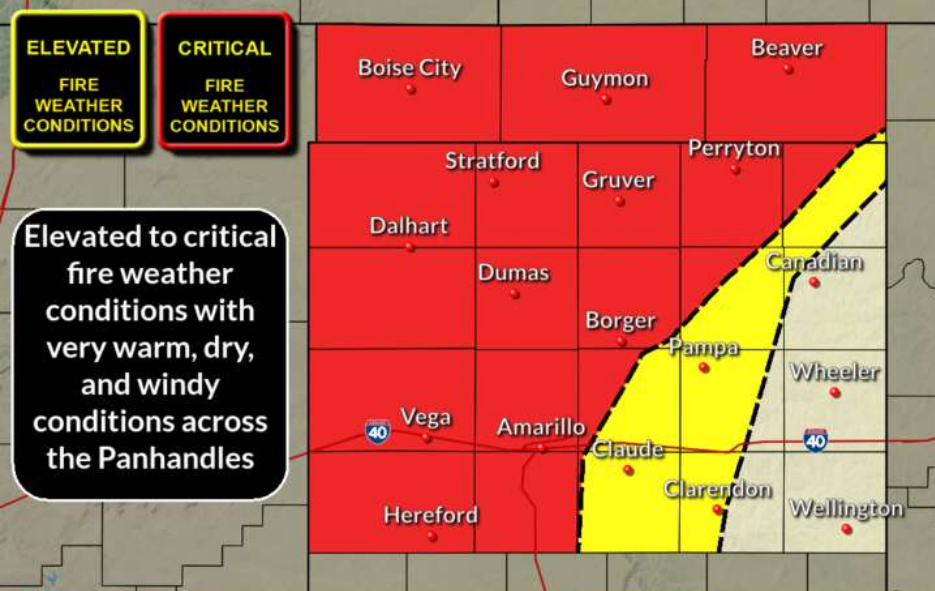 ELEVATED
FIRE
WEATHER
CONDITIONS
CRITICAL
FIRE
WEATHER
CONDITIONS
Elevated to critical
fire weather
conditions with
very warm, dry,
and windy
conditions across
the Panhandles
Boise City
Guymon
Beaver
Stratford
Gruver
Perryton
Dalhart
Dumas
Canadian
Borger
Pampa
Wheeler
40
Vega
Amarillo
40
Claude
Clarendon
Hereford
Wellington